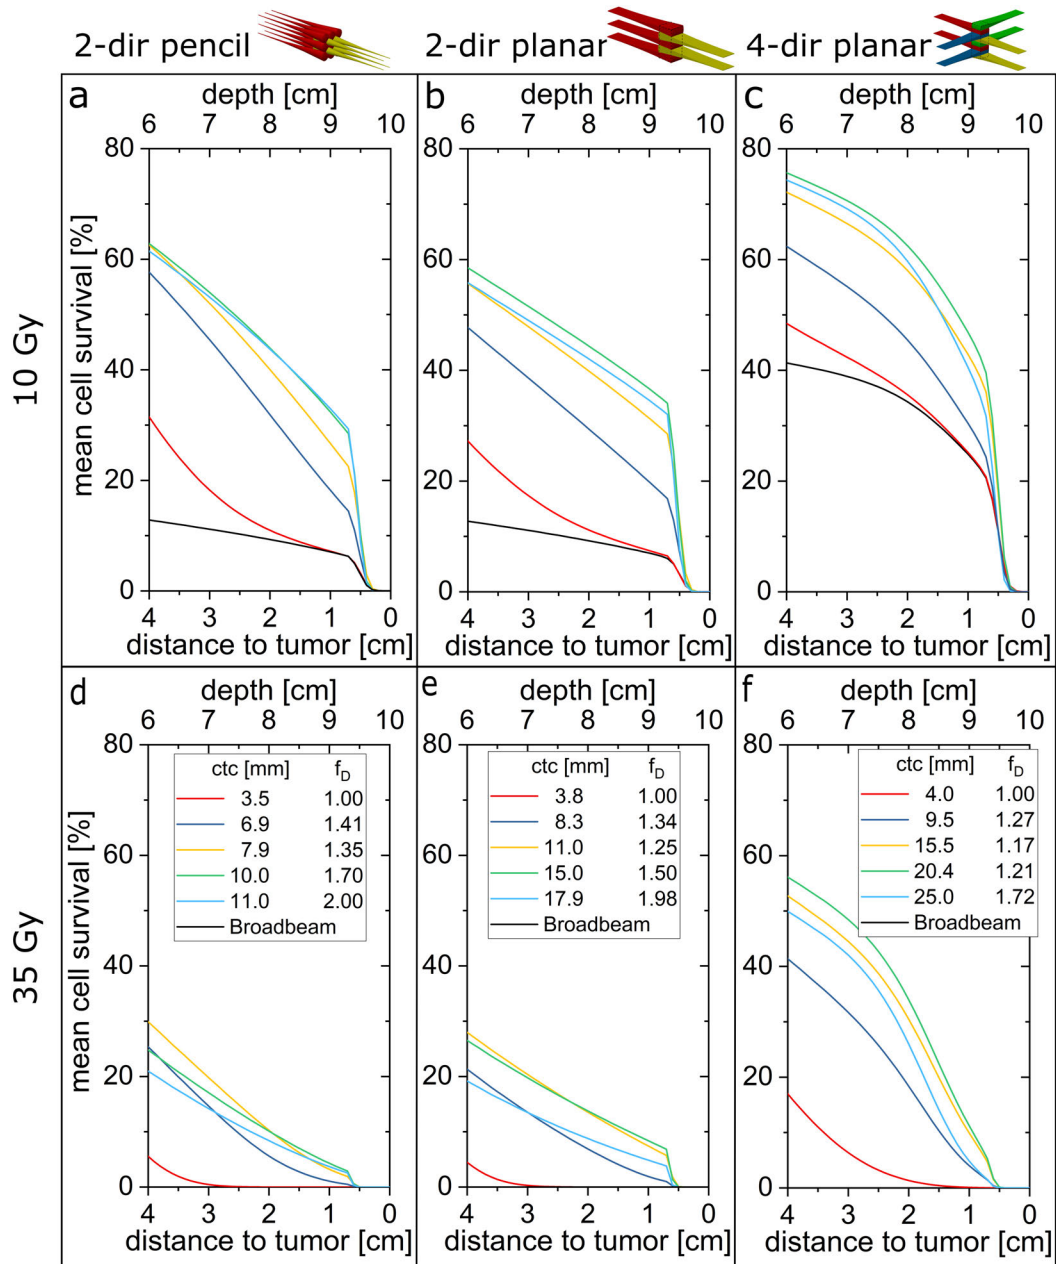 2-dir pencil 2-dir planar 4-dir planar
10 Gy
a
depth [cm]
6 7 8 9 10
80
60
40
20
0
mean cell survival [%]
4 3 2 1 0
distance to tumor [cm]
b
depth [cm]
6 7 8 9 10
80
60
40
20
0
4 3 2 1 0
distance to tumor [cm]
c
depth [cm]
6 7 8 9 10
80
60
40
20
0
4 3 2 1 0
distance to tumor [cm]
35 Gy
d
depth [cm]
6 7 8 9 10
80
60
40
20
0
mean cell survival [%]
ctc [mm] fD
3.5 1.00
6.9 1.41
7.9 1.35
10.0 1.70
11.0 2.00
Broadbeam
4 3 2 1 0
distance to tumor [cm]
e
depth [cm]
6 7 8 9 10
80
60
40
20
0
ctc [mm] fD
3.8 1.00
8.3 1.34
11.0 1.25
15.0 1.50
17.9 1.98
Broadbeam
4 3 2 1 0
distance to tumor [cm]
f
depth [cm]
6 7 8 9 10
80
60
40
20
0
ctc [mm] fD
4.0 1.00
9.5 1.27
15.5 1.17
20.4 1.21
25.0 1.72
Broadbeam
4 3 2 1 0
distance to tumor [cm]